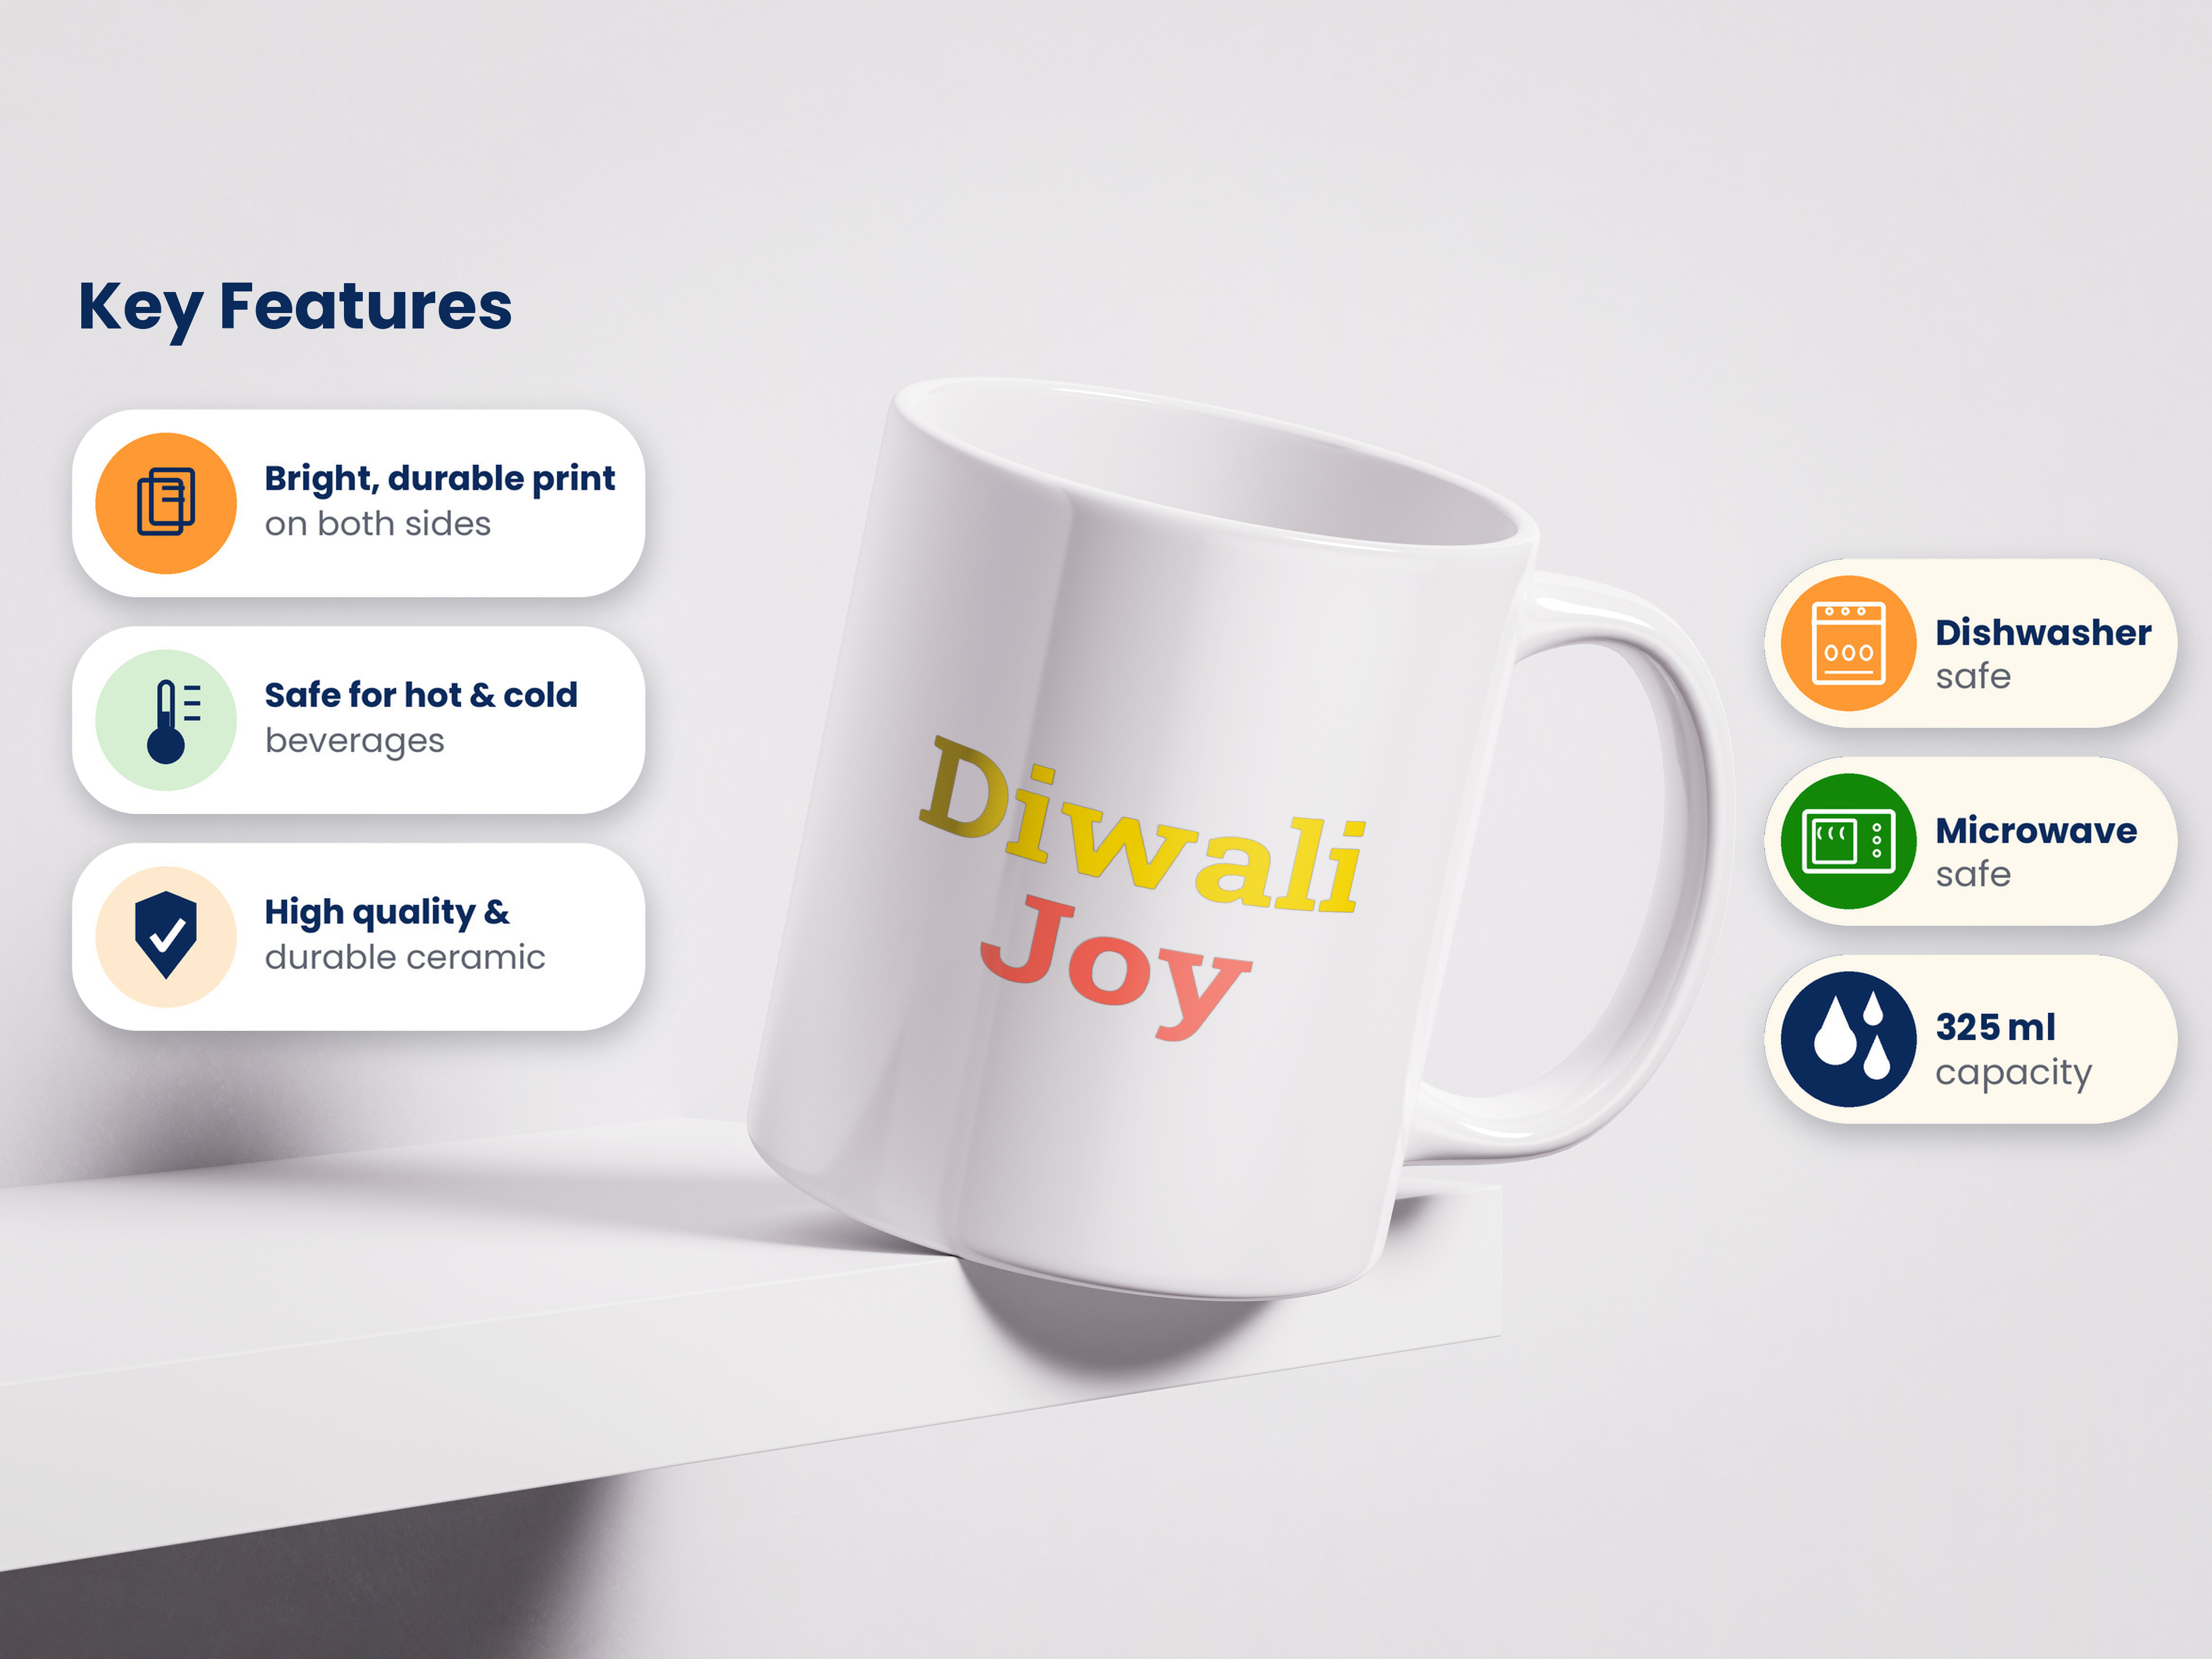 Key Features
Bright, durable print
on both sides
Safe for hot & cold
beverages
High quality &
durable ceramic
Diwali
Joy
Dishwasher
safe
Microwave
safe
325 ml
capacity